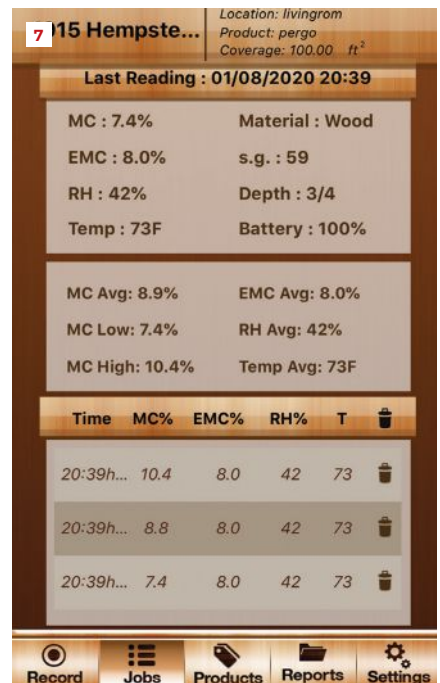 7
015 Hempste...
Location: livingrom
Product: pergo
Coverage: 100.00 ft²
Last Reading : 01/08/2020 20:39
MC : 7.4% Material : Wood
EMC : 8.0% s.g. : 59
RH : 42% Depth : 3/4
Temp : 73F Battery : 100%
MC Avg: 8.9% EMC Avg: 8.0%
MC Low: 7.4% RH Avg: 42%
MC High: 10.4% Temp Avg: 73F
Time MC% EMC% RH% T
20:39h... 10.4 8.0 42 73
20:39h... 8.8 8.0 42 73
20:39h... 7.4 8.0 42 73
Record Jobs Products Reports Settings